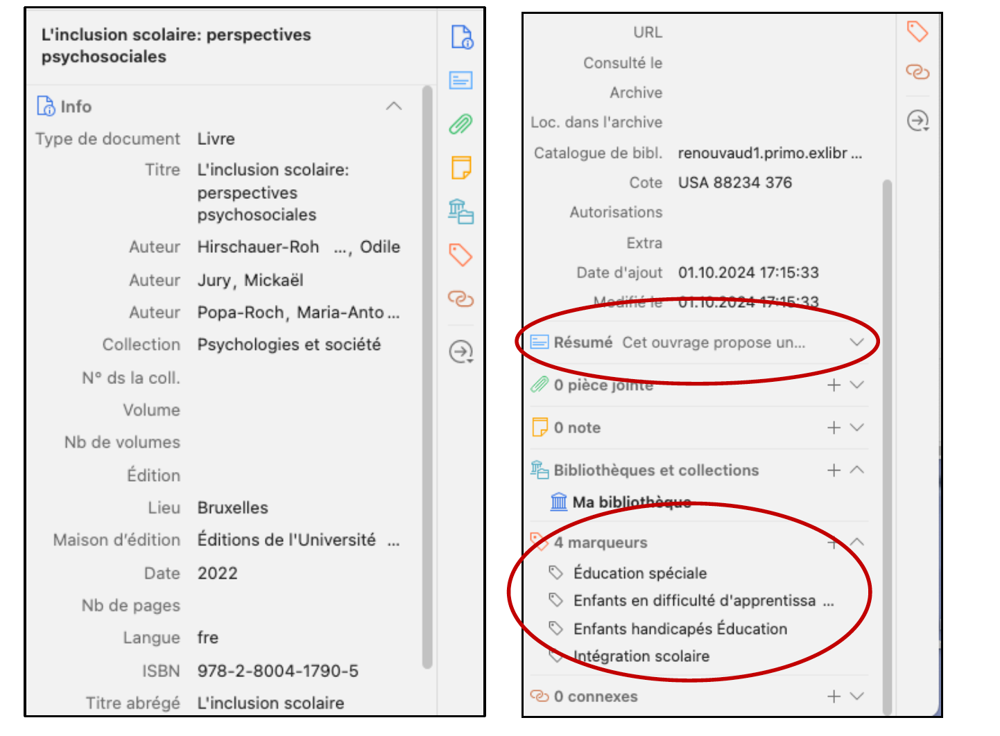 L'inclusion scolaire: perspectives
psychosociales
Info
Type de document Livre
Titre L'inclusion scolaire:
perspectives
psychosociales
Auteur Hirschauer-Roh ..., Odile
Auteur Jury, Mickaël
Auteur Popa-Roch, Maria-Anto ...
Collection Psychologies et société
N° ds la coll.
Volume
Nb de volumes
Édition
Lieu Bruxelles
Maison d'édition Éditions de l'Université ...
Date 2022
Nb de pages
Langue fre
ISBN 978-2-8004-1790-5
Titre abrégé L'inclusion scolaire
URL
Consulté le
Archive
Loc. dans l'archive
Catalogue de bibl. renouvaud1.primo.exlibr ...
Cote USA 88234 376
Autorisations
Extra
Date d'ajout 01.10.2024 17:15:33
Modifié le 01.10.2024 17:15:33
Résumé Cet ouvrage propose un...
0 pièce jointe
0 note
Bibliothèques et collections
Ma bibliothèque
4 marqueurs
Éducation spéciale
Enfants en difficulté d'apprentissa ...
Enfants handicapés Éducation
Intégration scolaire
0 connexes